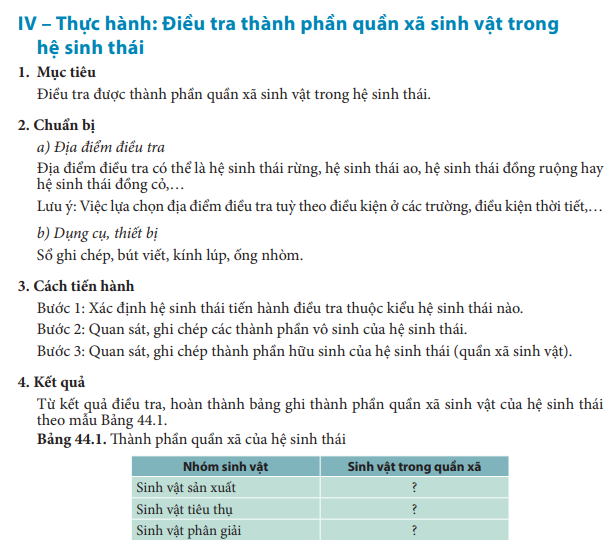 IV – Thực hành: Điều tra thành phần quần xã sinh vật trong
hệ sinh thái
1. Mục tiêu
Điều tra được thành phần quần xã sinh vật trong hệ sinh thái.
2. Chuẩn bị
a) Địa điểm điều tra
Địa điểm điều tra có thể là hệ sinh thái rừng, hệ sinh thái ao, hệ sinh thái đồng ruộng hay
hệ sinh thái đồng cỏ,…
Lưu ý: Việc lựa chọn địa điểm điều tra tuỳ theo điều kiện ở các trường, điều kiện thời tiết,…
b) Dụng cụ, thiết bị
Sổ ghi chép, bút viết, kính lúp, ống nhòm.
3. Cách tiến hành
Bước 1: Xác định hệ sinh thái tiến hành điều tra thuộc kiểu hệ sinh thái nào.
Bước 2: Quan sát, ghi chép các thành phần vô sinh của hệ sinh thái.
Bước 3: Quan sát, ghi chép thành phần hữu sinh của hệ sinh thái (quần xã sinh vật).
4. Kết quả
Từ kết quả điều tra, hoàn thành bảng ghi thành phần quần xã sinh vật của hệ sinh thái
theo mẫu Bảng 44.1.
Bảng 44.1. Thành phần quần xã của hệ sinh thái
Nhóm sinh vật Sinh vật trong quần xã
Sinh vật sản xuất ?
Sinh vật tiêu thụ ?
Sinh vật phân giải ?